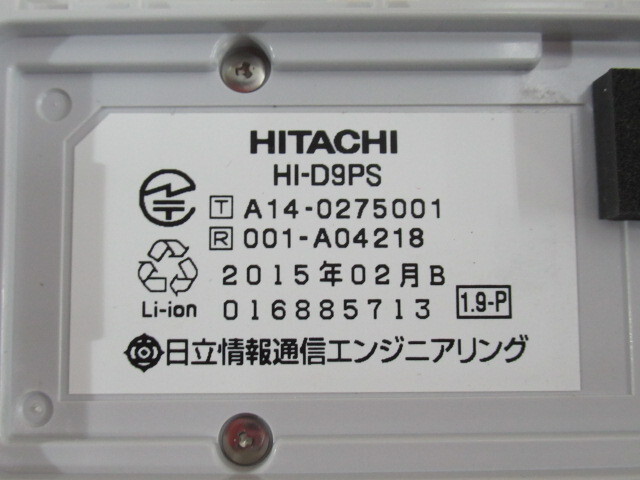 HITACHI
HI-D9PS
T A14-0275001
R 001-A04218
2015年02月B
Li-ion 016885713 1.9-P
日立情報通信エンジニアリング